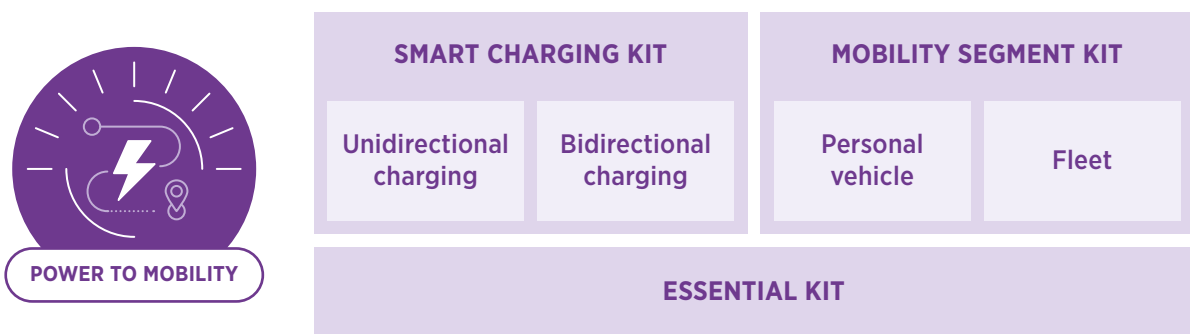 SMART CHARGING KIT
Unidirectional
charging
Bidirectional
charging
MOBILITY SEGMENT KIT
Personal
vehicle
Fleet
POWER TO MOBILITY
ESSENTIAL KIT